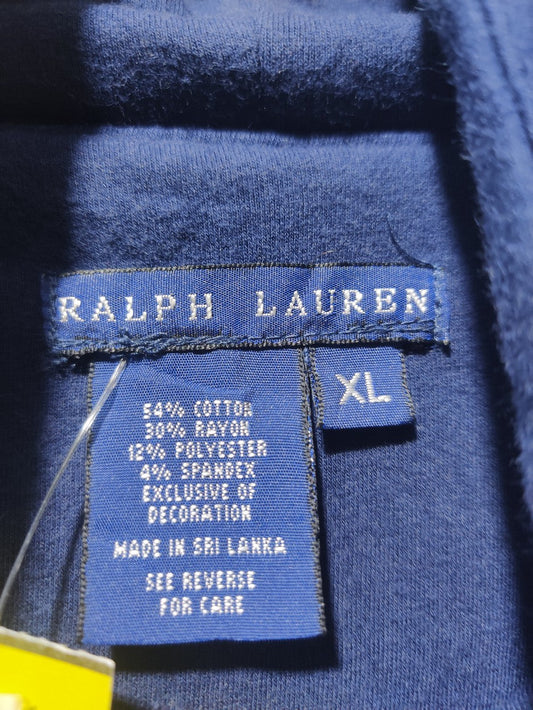 RALPH LAUREN
XL
54% COTTON
30% RAYON
12% POLYESTER
4% SPANDEX
EXCLUSIVE OF
DECORATION
MADE IN SRI LANKA
SEE REVERSE
FOR CARE